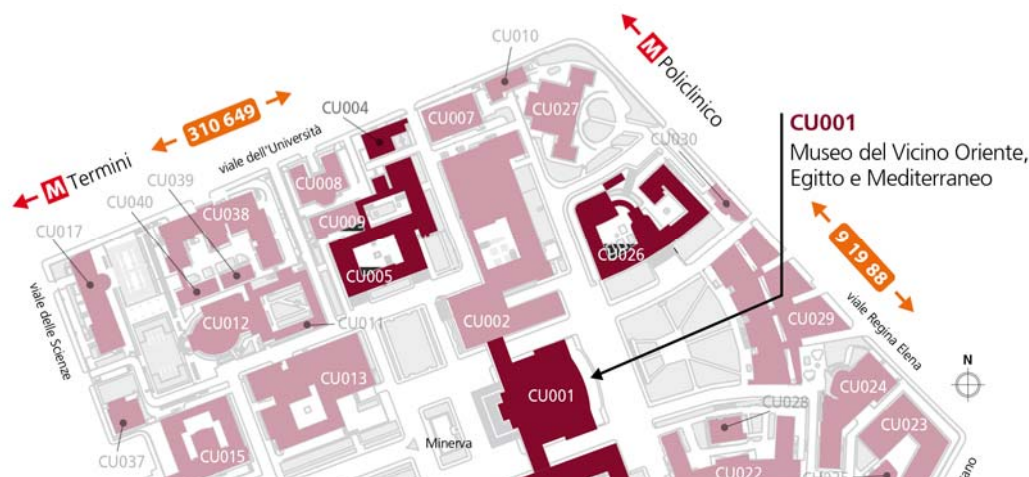 CU010
M Policlinico
CU004
CU007
CU027
310 649
viale dell'Università
CU001
Museo del Vicino Oriente,
Egitto e Mediterraneo
CU030
M Termini
CU039
CU008
CU040
CU038
CU009
CU017
9 19 88
CU026
CU005
viale delle Scienze
CU012
CU011
CU002
CU029
viale Regina Elena
N
CU013
CU001
CU024
CU028
CU023
Minerva
CU037
CU015
CU022